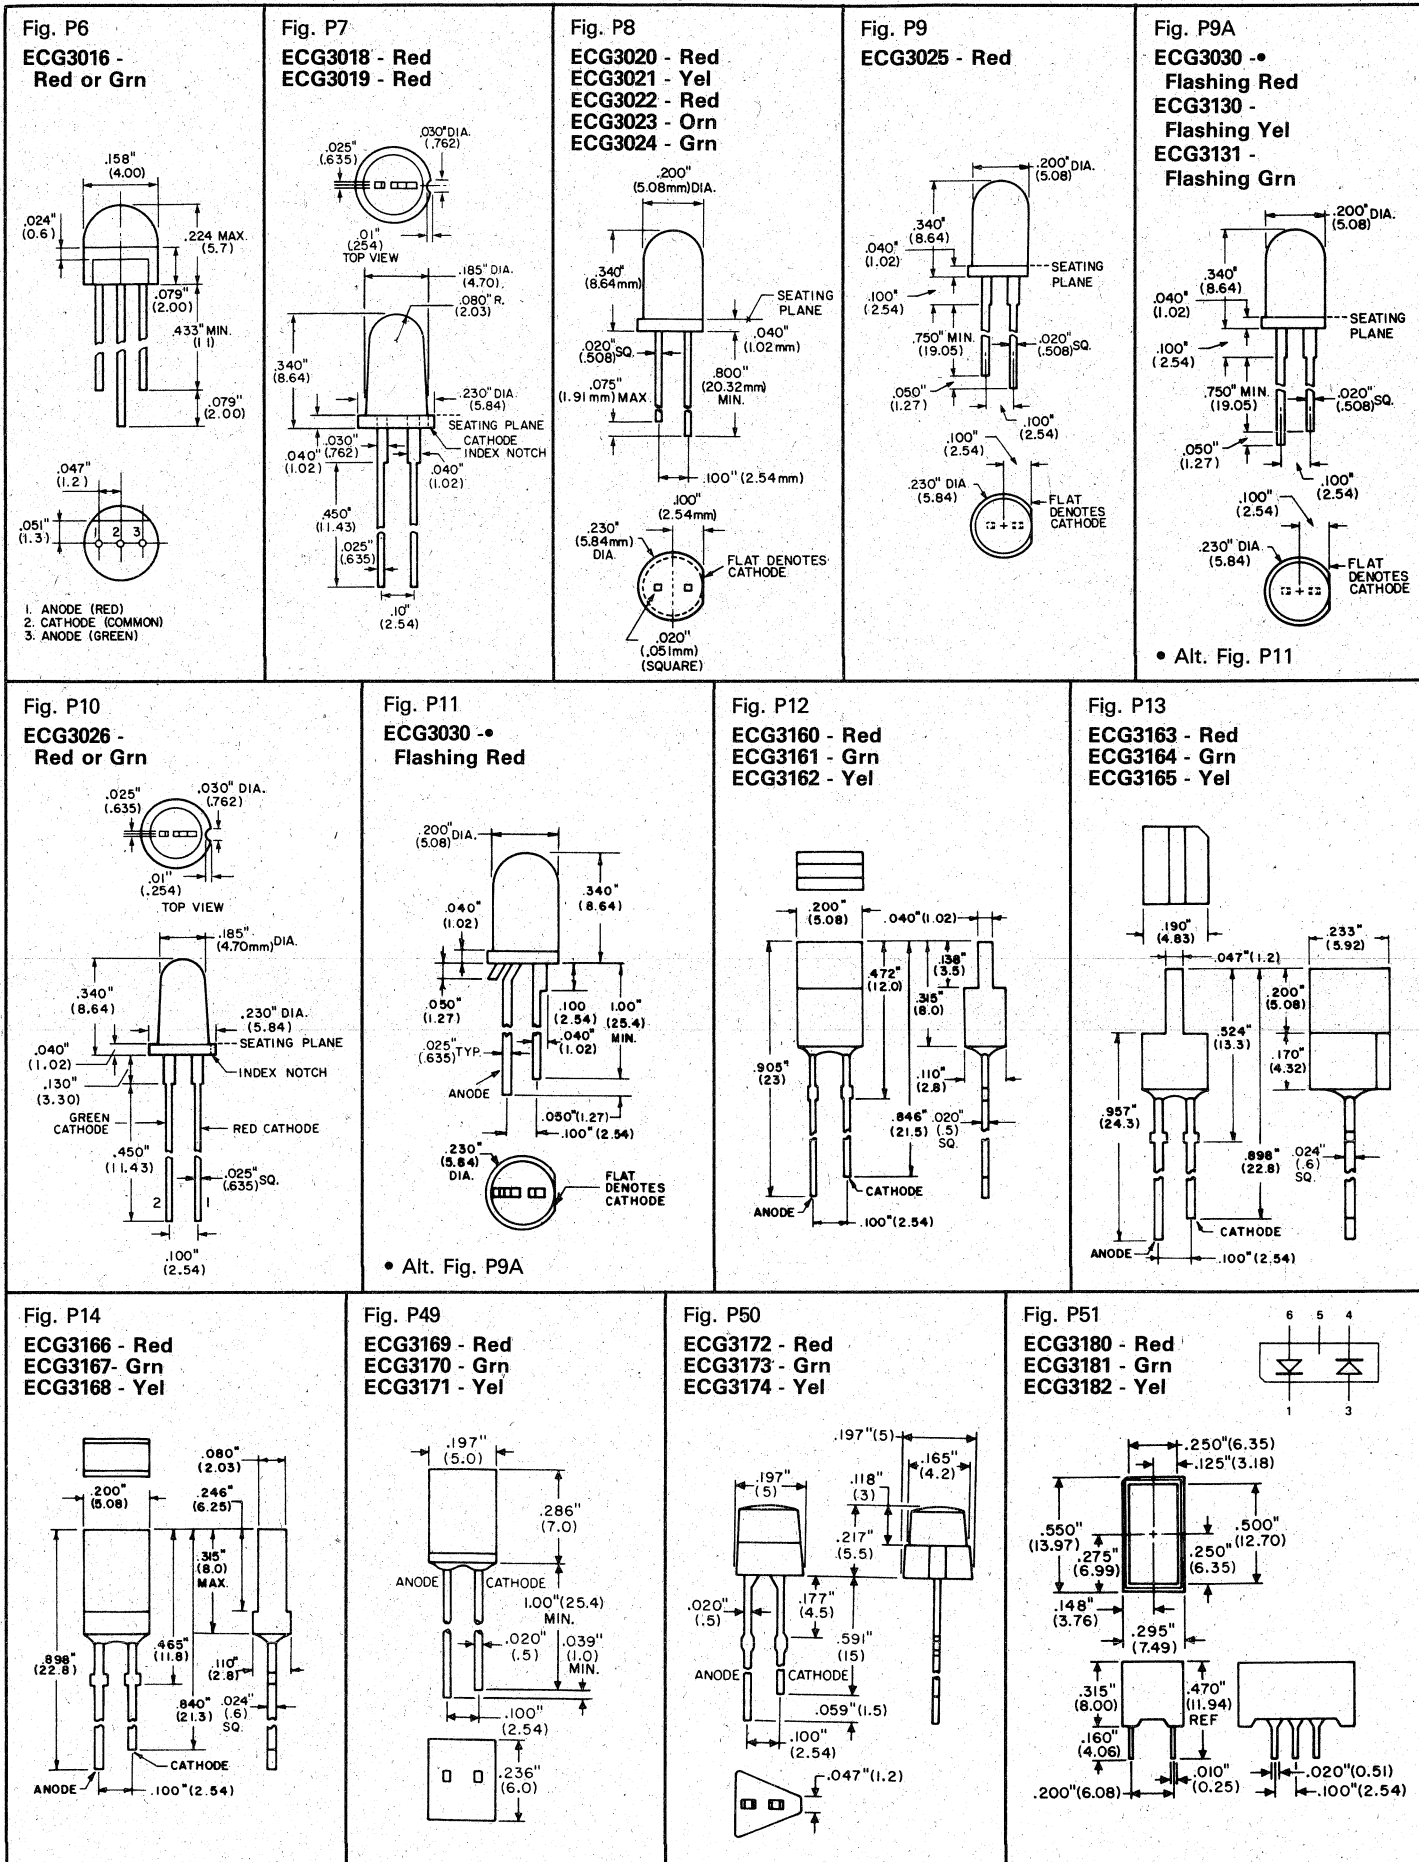 Fig. P6
ECG3016 -
Red or Grn
.158"
(4.00)
.024"
(0.6)
.224 MAX.
(5.7)
.079"
(2.00)
.433" MIN.
(11)
.079"
(2.00)
.047"
(1.2)
.051"
(1.3)
1 2 3
1. ANODE (RED)
2. CATHODE (COMMON)
3. ANODE (GREEN)
Fig. P7
ECG3018 - Red
ECG3019 - Red
.025"
(.635)
.030" DIA.
(.762)
.01"
(.254)
TOP VIEW
.185" DIA.
(4.70)
.080" R.
(2.03)
.340"
(8.64)
.230" DIA.
(5.84)
SEATING PLANE
CATHODE
INDEX NOTCH
.030"
(.762)
.040"
(1.02)
.040"
(1.02)
.450"
(11.43)
.025"
(.635)
.10"
(2.54)
Fig. P8
ECG3020 - Red
ECG3021 - Yel
ECG3022 - Red
ECG3023 - Orn
ECG3024 - Grn
.200"
(5.08mm) DIA.
.340"
(8.64mm)
SEATING
PLANE
.040"
(1.02mm)
.020" SQ.
(.508)
.075"
(1.91mm) MAX.
.800"
(20.32mm)
MIN.
.100" (2.54mm)
.100"
(2.54mm)
.230"
(5.84mm)
DIA.
FLAT DENOTES
CATHODE
.020"
(.051mm)
(SQUARE)
Fig. P9
ECG3025 - Red
.200" DIA.
(5.08)
.340"
(8.64)
.040"
(1.02)
SEATING
PLANE
.100"
(2.54)
.750" MIN.
(19.05)
.020"
(.508) SQ.
.050"
(1.27)
.100"
(2.54)
.100"
(2.54)
.230" DIA.
(5.84)
FLAT
DENOTES
CATHODE
Fig. P9A
ECG3030 -•
Flashing Red
ECG3130 -
Flashing Yel
ECG3131 -
Flashing Grn
.200" DIA.
(5.08)
.340"
(8.64)
.040"
(1.02)
SEATING
PLANE
.100"
(2.54)
.750" MIN.
(19.05)
.020"
(.508) SQ.
.050"
(1.27)
.100"
(2.54)
.100"
(2.54)
.230" DIA.
(5.84)
FLAT
DENOTES
CATHODE
• Alt. Fig. P11
Fig. P10
ECG3026 -
Red or Grn
.025"
(.635)
.030" DIA.
(.762)
.01"
(.254)
TOP VIEW
.185"
(4.70mm) DIA.
.340"
(8.64)
.230" DIA.
(5.84)
SEATING PLANE
.040"
(1.02)
INDEX NOTCH
.130"
(3.30)
GREEN
CATHODE
RED CATHODE
.450"
(11.43)
.025"
(.635) SQ.
2 1
.100"
(2.54)
Fig. P11
ECG3030 -•
Flashing Red
.200" DIA.
(5.08)
.340"
(8.64)
.040"
(1.02)
.050"
(1.27)
.100
(2.54)
1.00"
(25.4)
MIN.
.040"
(1.02)
.025" TYP.
(.635)
ANODE
.050" (1.27)
.100" (2.54)
.230
(5.84)
DIA.
FLAT
DENOTES
CATHODE
• Alt. Fig. P9A
Fig. P12
ECG3160 - Red
ECG3161 - Grn
ECG3162 - Yel
.200"
(5.08)
.040" (1.02)
.472"
(12.0)
.138"
(3.5)
.315"
(8.0)
.905"
(23)
.110"
(2.8)
.846"
(21.5)
.020"
(.5)
SQ.
CATHODE
ANODE
.100" (2.54)
Fig. P13
ECG3163 - Red
ECG3164 - Grn
ECG3165 - Yel
.190"
(4.83)
.233"
(5.92)
.047" (1.2)
.200"
(5.08)
.524"
(13.3)
.170"
(4.32)
.957"
(24.3)
.898"
(22.8)
.024"
(.6)
SQ.
CATHODE
ANODE
.100" (2.54)
Fig. P14
ECG3166 - Red
ECG3167- Grn
ECG3168 - Yel
.080"
(2.03)
.200"
(5.08)
.246"
(6.25)
.315"
(8.0)
MAX.
.465"
(11.8)
.898"
(22.8)
.110"
(2.8)
.840"
(21.3)
.024"
(.6)
SQ.
CATHODE
ANODE
.100" (2.54)
Fig. P49
ECG3169 - Red
ECG3170 - Grn
ECG3171 - Yel
.197"
(5.0)
.286"
(7.0)
ANODE CATHODE
1.00" (25.4)
MIN.
.020"
(.5)
.039"
(1.0)
MIN.
.100"
(2.54)
.236"
(6.0)
Fig. P50
ECG3172 - Red
ECG3173 - Grn
ECG3174 - Yel
.197" (5)
.165"
(4.2)
.197"
(5)
.118"
(3)
.217"
(5.5)
.020"
(.5)
.177"
(4.5)
.591"
(15)
ANODE CATHODE
.059" (1.5)
.100"
(2.54)
.047" (1.2)
Fig. P51
ECG3180 - Red
ECG3181 - Grn
ECG3182 - Yel
6 5 4
1 3
.250" (6.35)
.125" (3.18)
.550"
(13.97)
.275"
(6.99)
.500"
(12.70)
.250"
(6.35)
.148"
(3.76)
.295"
(7.49)
.315"
(8.00)
.470"
(11.94)
REF
.160"
(4.06)
.010"
(0.25)
.200" (6.08)
.020" (0.51)
.100" (2.54)